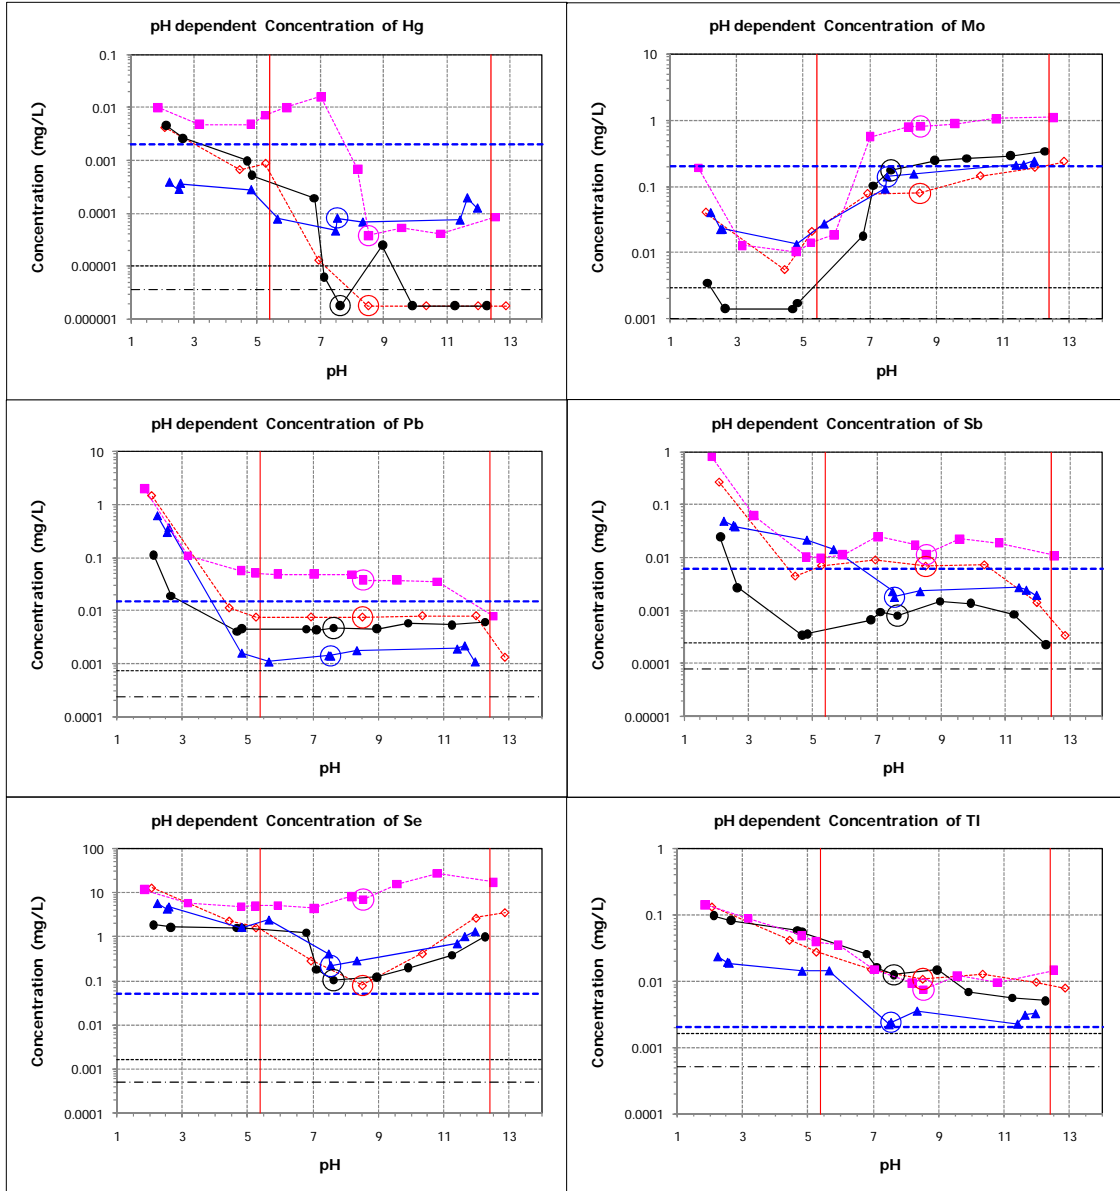 pH dependent Concentration of Hg
0.1
0.01
0.001
0.0001
0.00001
0.000001
Concentration (mg/L)
1 3 5 7 9 11 13
pH
pH dependent Concentration of Mo
10
1
0.1
0.01
0.001
Concentration (mg/L)
1 3 5 7 9 11 13
pH
pH dependent Concentration of Pb
10
1
0.1
0.01
0.001
0.0001
Concentration (mg/L)
1 3 5 7 9 11 13
pH
pH dependent Concentration of Sb
1
0.1
0.01
0.001
0.0001
0.00001
Concentration (mg/L)
1 3 5 7 9 11 13
pH
pH dependent Concentration of Se
100
10
1
0.1
0.01
0.001
0.0001
Concentration (mg/L)
1 3 5 7 9 11 13
pH
pH dependent Concentration of Tl
1
0.1
0.01
0.001
0.0001
Concentration (mg/L)
1 3 5 7 9 11 13
pH